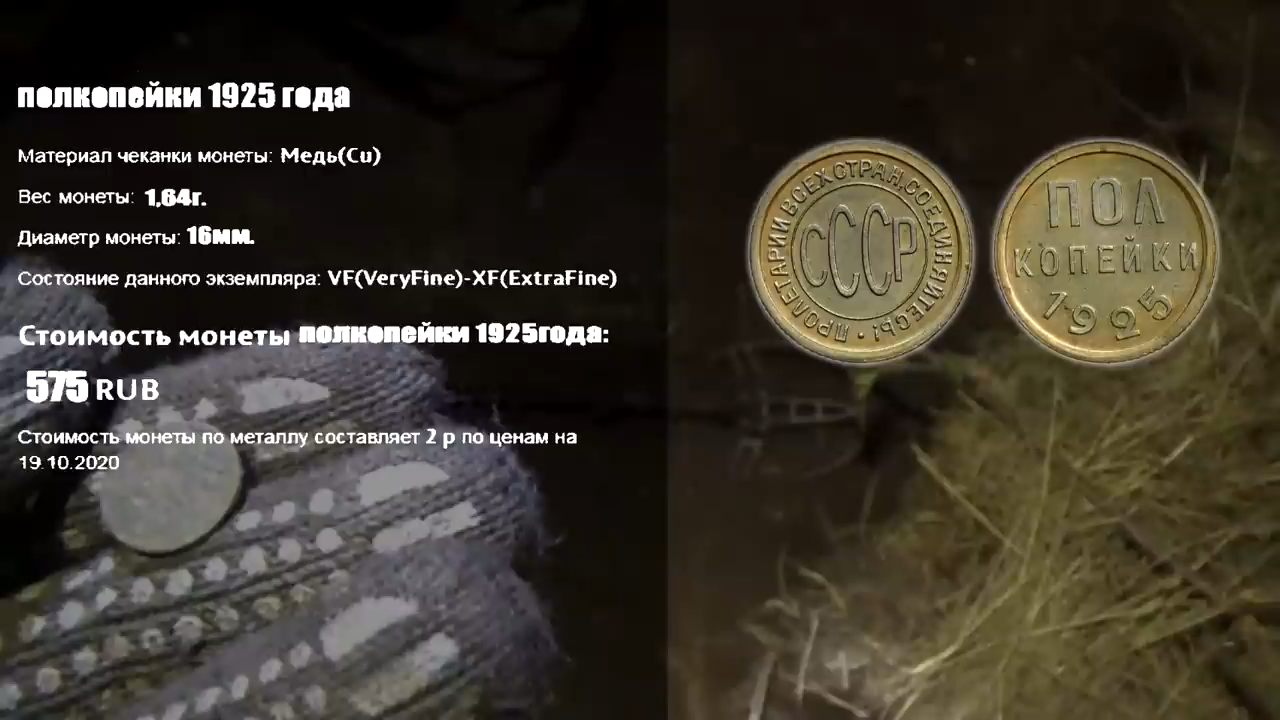 полкопейки 1925 года
Материал чеканки монеты: Медь(Cu)
Вес монеты: 1,64г.
Диаметр монеты: 16мм.
Состояние данного экземпляра: VF(VeryFine)-XF(ExtraFine)
Стоимость монеты полкопейки 1925года:
575 RUB
Стоимость монеты по металлу составляет 2 р по ценам на
19.10.2020
ПРОЛЕТАРИИ ВСЕХ СТРАН, СОЕДИНЯЙТЕСЬ!
СССР
ПОЛ
КОПЕЙКИ
1925